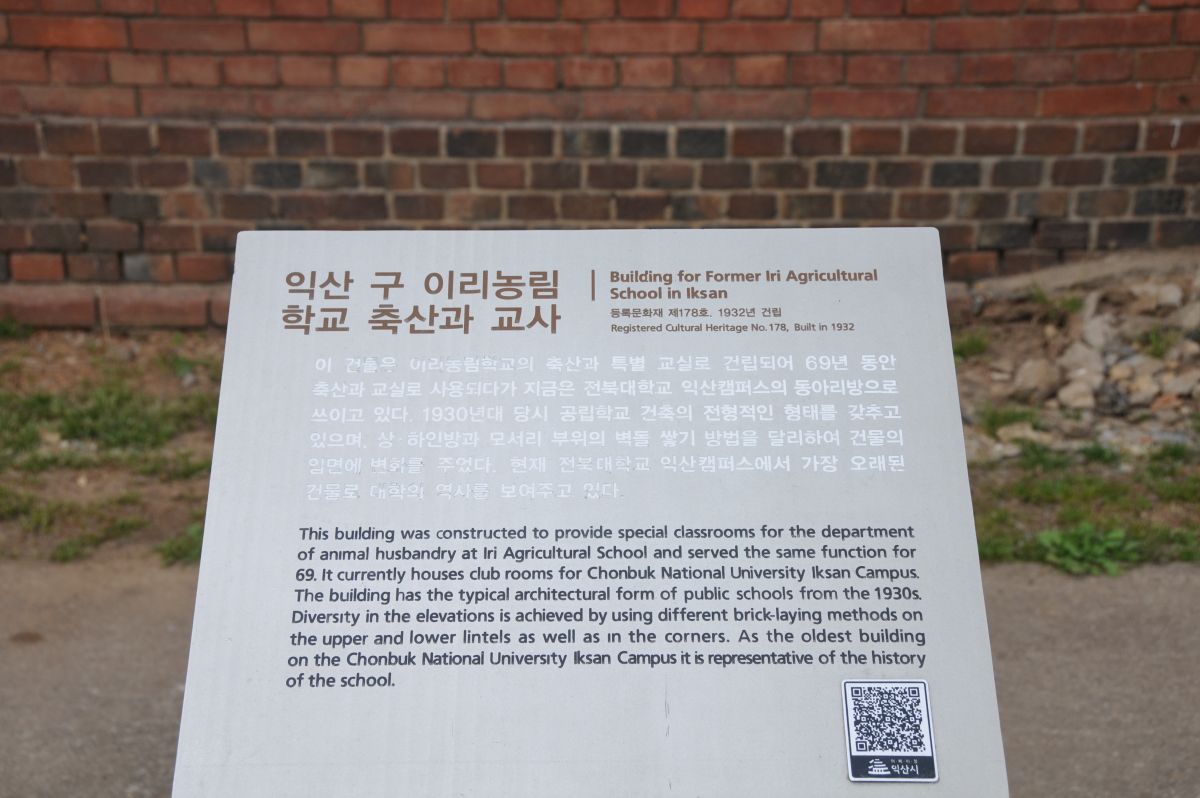 익산 구 이리농림
학교 축산과 교사
Building for Former Iri Agricultural
School in Iksan
등록문화재 제178호. 1932년 건립
Registered Cultural Heritage No. 178, Built in 1932
이 건물은 이리농림학교의 축산과 특별 교실로 건립되어 69년 동안
축산과 교실로 사용되다가 지금은 전북대학교 익산캠퍼스의 동아리방으로
쓰이고 있다. 1930년대 당시 공립학교 건축의 전형적인 형태를 갖추고
있으며, 상·하인방과 모서리 부위의 벽돌 쌓기 방법을 달리하여 건물의
입면에 변화를 주었다. 현재 전북대학교 익산캠퍼스에서 가장 오래된
건물로 대학의 역사를 보여주고 있다.
This building was constructed to provide special classrooms for the department
of animal husbandry at Iri Agricultural School and served the same function for
69. It currently houses club rooms for Chonbuk National University Iksan Campus.
The building has the typical architectural form of public schools from the 1930s.
Diversity in the elevations is achieved by using different brick-laying methods on
the upper and lower lintels as well as in the corners. As the oldest building
on the Chonbuk National University Iksan Campus it is representative of the history
of the school.
익산시